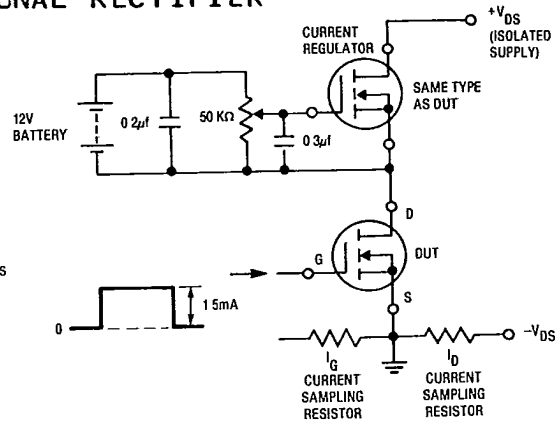 ONAL RECTIFIER
+VDS
(ISOLATED
SUPPLY)
CURRENT
REGULATOR
SAME TYPE
AS DUT
12V
BATTERY
0 2µf
50 KΩ
0 3µf
D
G
DUT
S
S
0
1 5mA
-VDS
IG
CURRENT
SAMPLING
RESISTOR
ID
CURRENT
SAMPLING
RESISTOR